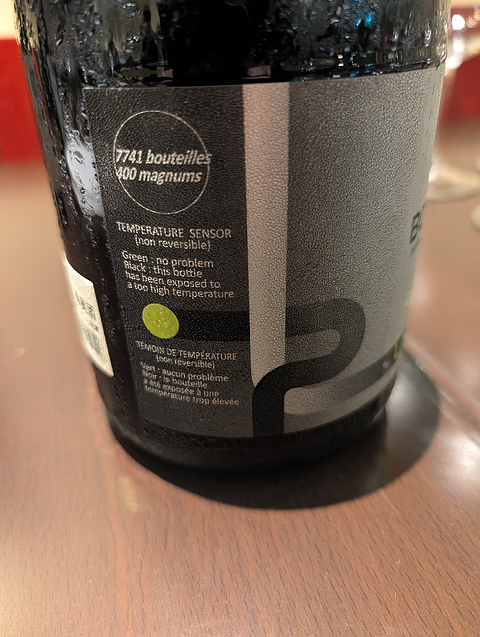 7741 bouteilles
400 magnums
TEMPERATURE SENSOR
(non reversible)
Green : no problem
Black : this bottle
has been exposed to
a too high temperature
TÉMOIN DE TEMPÉRATURE
(non réversible)
Vert : aucun problème
Noir : la bouteille
a été exposée à une
température trop élevée